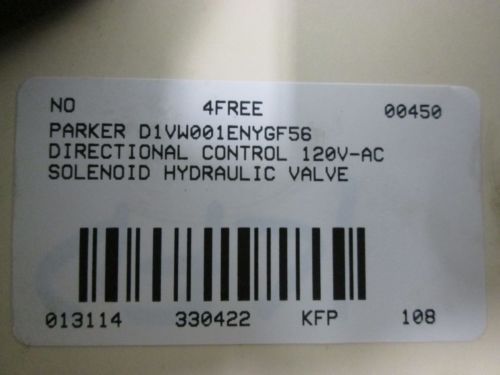 NO 4FREE 00450
PARKER D1VW001ENYGF56
DIRECTIONAL CONTROL 120V-AC
SOLENOID HYDRAULIC VALVE
013114 330422 KFP 108